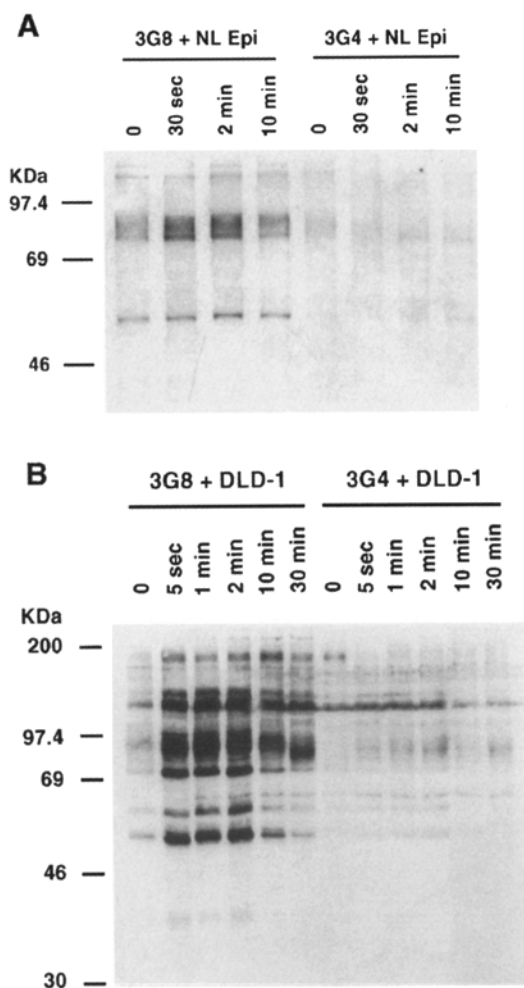 A
3G8 + NL Epi 3G4 + NL Epi
0 30 sec 2 min 10 min 0 30 sec 2 min 10 min
KDa
97.4
69
46
B
3G8 + DLD-1 3G4 + DLD-1
0 5 sec 1 min 2 min 10 min 30 min 0 5 sec 1 min 2 min 10 min 30 min
KDa
200
97.4
69
46
30